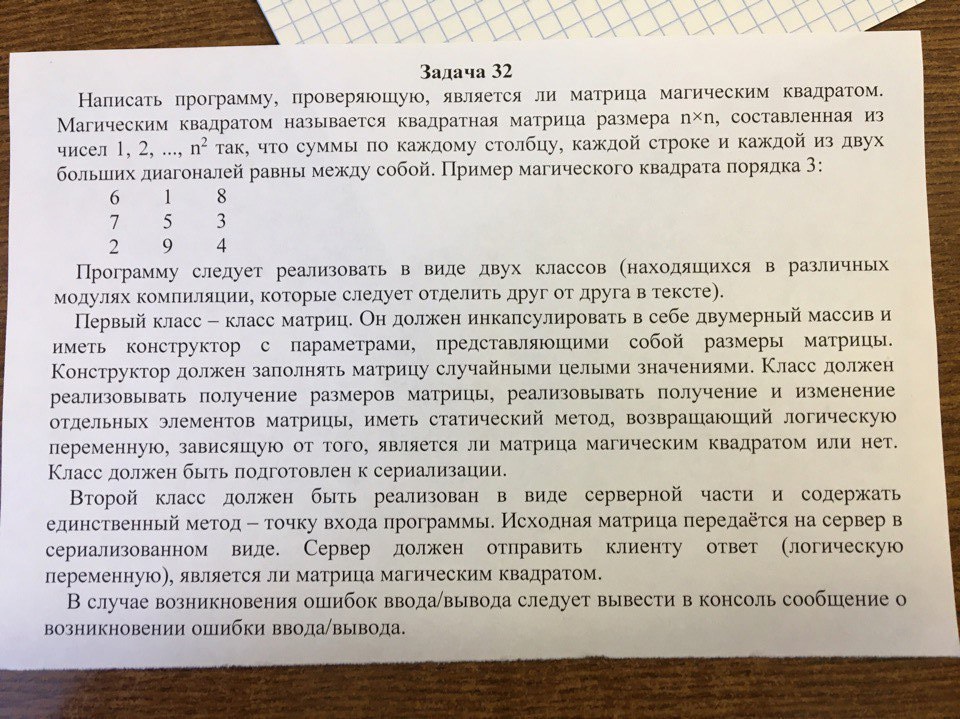 Задача 32
Написать программу, проверяющую, является ли матрица магическим квадратом.
Магическим квадратом называется квадратная матрица размера n×n, составленная из
чисел 1, 2, ..., n² так, что суммы по каждому столбцу, каждой строке и каждой из двух
больших диагоналей равны между собой. Пример магического квадрата порядка 3:
6 1 8
7 5 3
2 9 4
Программу следует реализовать в виде двух классов (находящихся в различных
модулях компиляции, которые следует отделить друг от друга в тексте).
Первый класс – класс матриц. Он должен инкапсулировать в себе двумерный массив и
иметь конструктор с параметрами, представляющими собой размеры матрицы.
Конструктор должен заполнять матрицу случайными целыми значениями. Класс должен
реализовывать получение размеров матрицы, реализовывать получение и изменение
отдельных элементов матрицы, иметь статический метод, возвращающий логическую
переменную, зависящую от того, является ли матрица магическим квадратом или нет.
Класс должен быть подготовлен к сериализации.
Второй класс должен быть реализован в виде серверной части и содержать
единственный метод – точку входа программы. Исходная матрица передаётся на сервер в
сериализованном виде. Сервер должен отправить клиенту ответ (логическую
переменную), является ли матрица магическим квадратом.
В случае возникновения ошибок ввода/вывода следует вывести в консоль сообщение о
возникновении ошибки ввода/вывода.